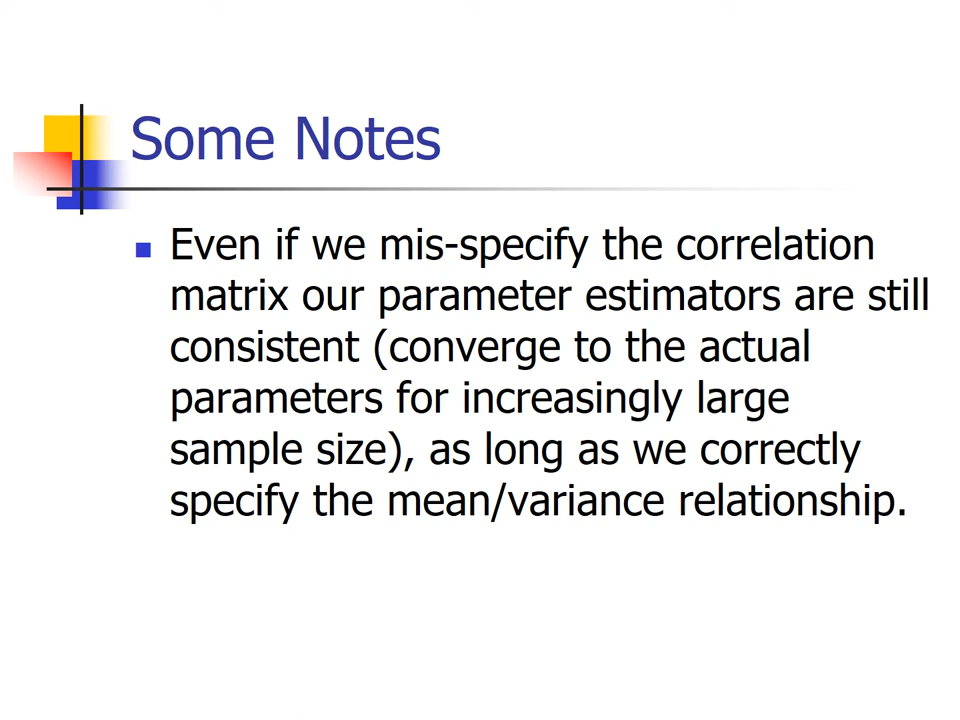 Some Notes
Even if we mis-specify the correlation
matrix our parameter estimators are still
consistent (converge to the actual
parameters for increasingly large
sample size), as long as we correctly
specify the mean/variance relationship.